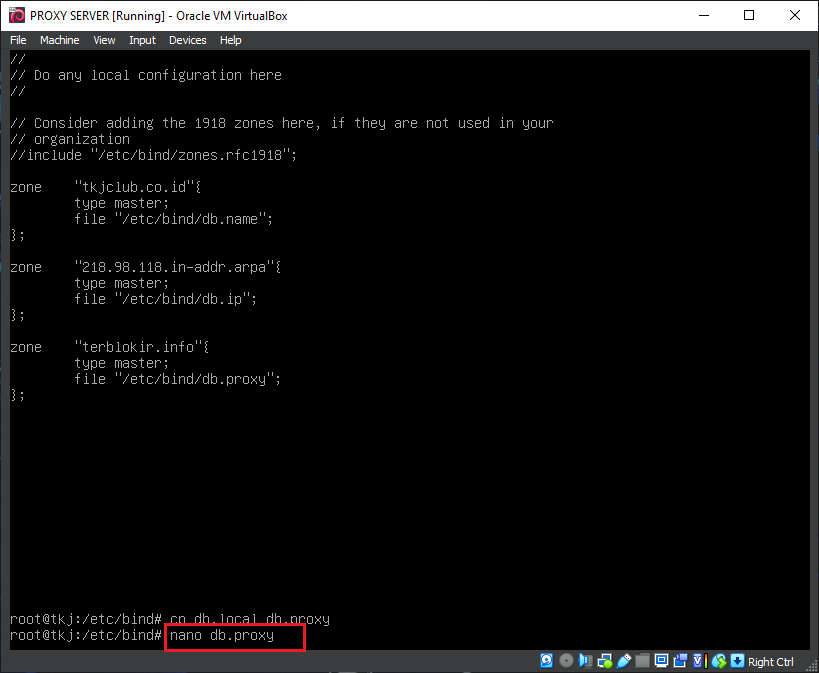 PROXY SERVER [Running] - Oracle VM VirtualBox
File Machine View Input Devices Help
//
// Do any local configuration here
//
// Consider adding the 1918 zones here, if they are not used in your
// organization
//include "/etc/bind/zones.rfc1918";
zone "tkjclub.co.id"{
type master;
file "/etc/bind/db.name";
};
zone "218.98.118.in-addr.arpa"{
type master;
file "/etc/bind/db.ip";
};
zone "terblokir.info"{
type master;
file "/etc/bind/db.proxy";
};
root@tkj:/etc/bind# cp db.local db.proxy
root@tkj:/etc/bind# nano db.proxy
Right Ctrl